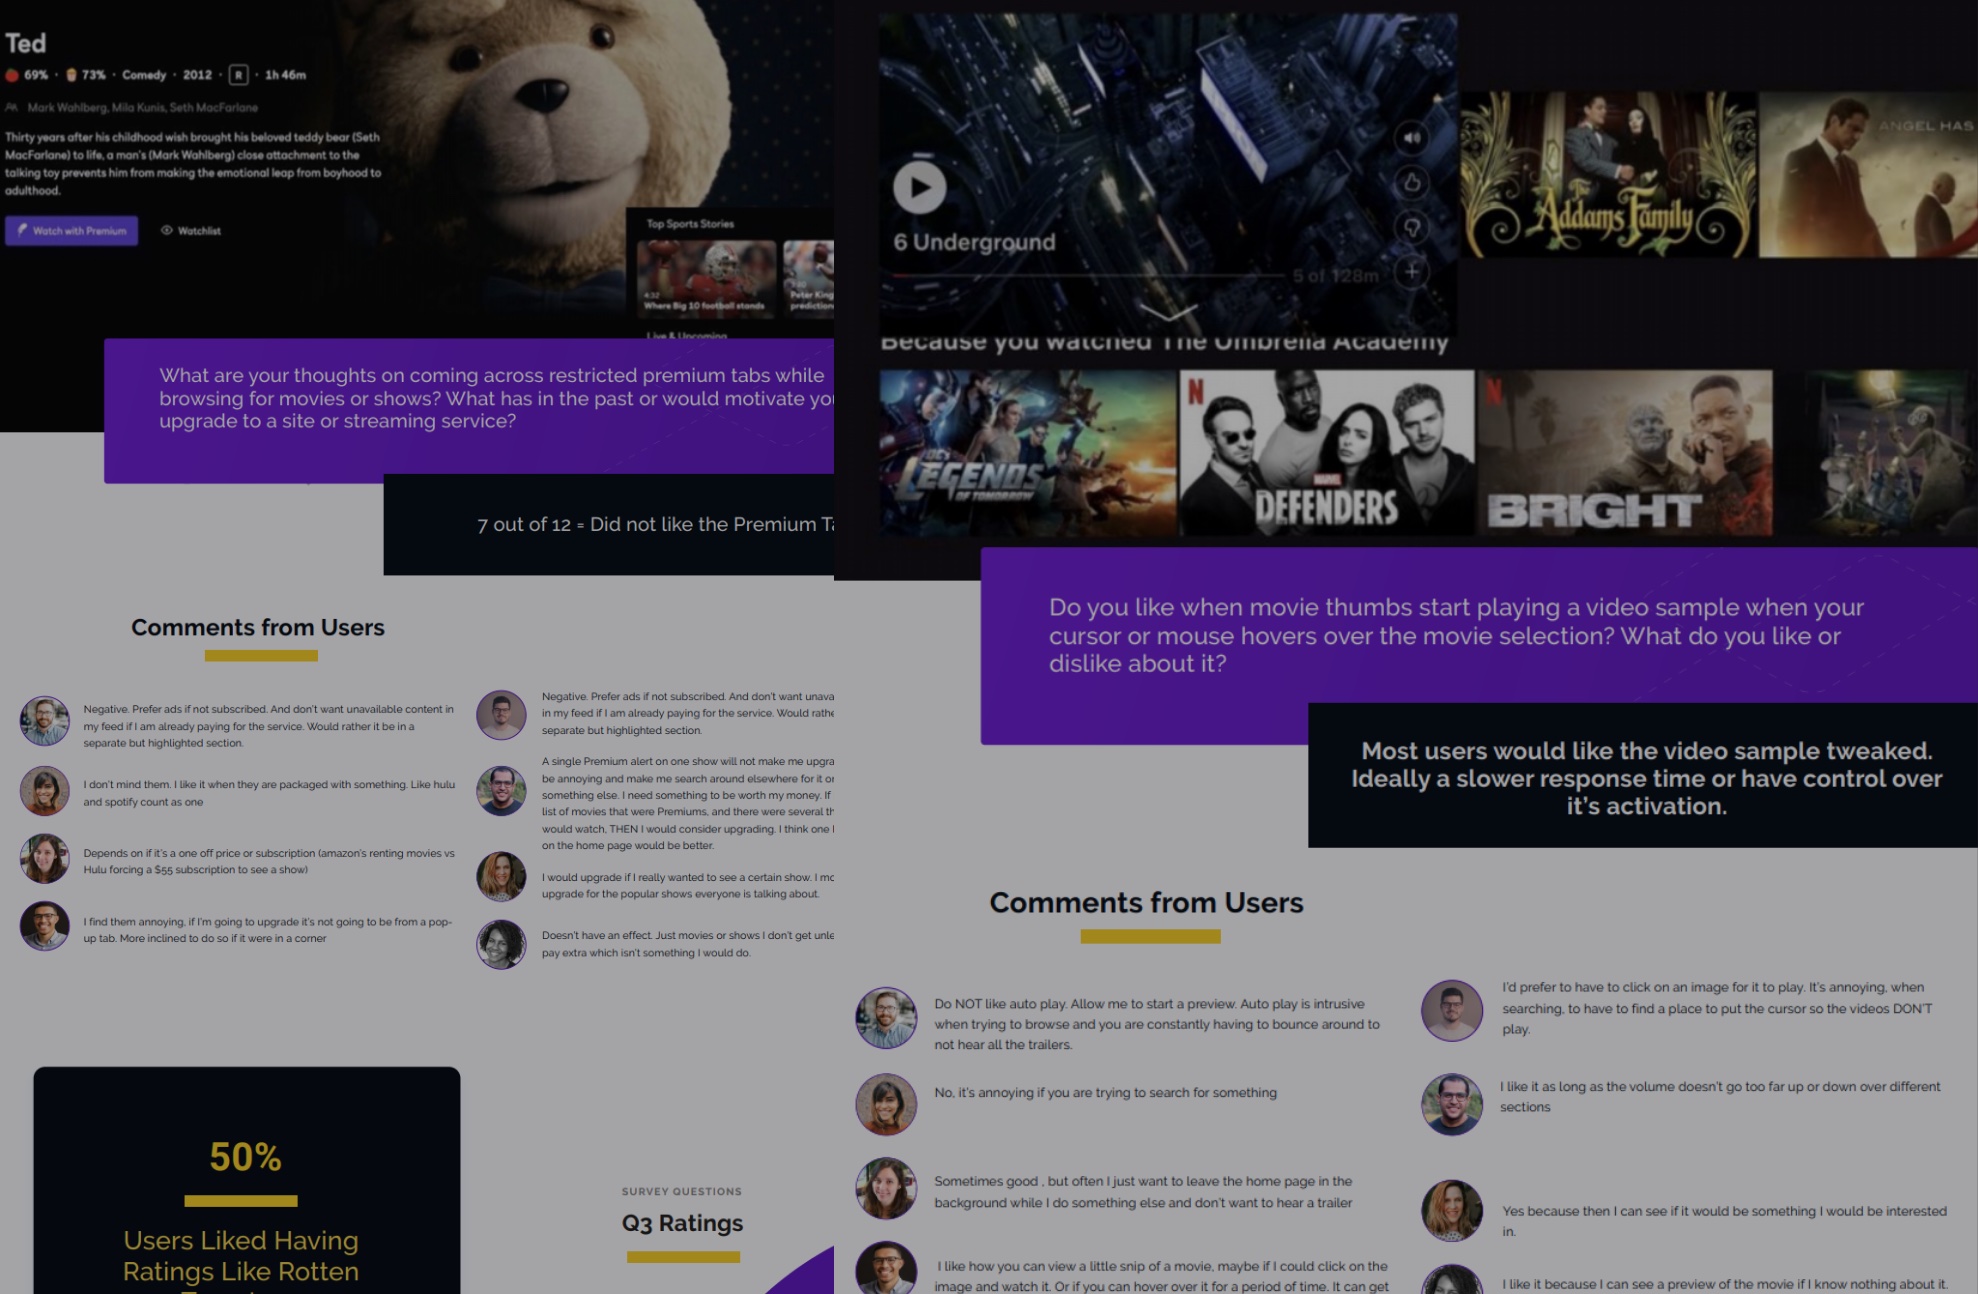 Ted
69% · 73% · Comedy · 2012 · R · 1h 46m
Mark Wahlberg, Mila Kunis, Seth MacFarlane
Thirty years after his childhood wish brought his beloved teddy bear (Seth
MacFarlane) to life, a man's (Mark Wahlberg) close attachment to the
talking toy prevents him from making the emotional leap from boyhood to
adulthood.
Watch with Premium
Watchlist
Top Sports Stories
4:32
Where Big 10 football stands
Peter King
prediction
Live & Upcoming
What are your thoughts on coming across restricted premium tabs while
browsing for movies or shows? What has in the past or would motivate yo
upgrade to a site or streaming service?
7 out of 12 = Did not like the Premium Ta
Comments from Users
Negative. Prefer ads if not subscribed. And don't want unavailable content in
my feed if I am already paying for the service. Would rather it be in a
separate but highlighted section.
I don't mind them. I like it when they are packaged with something. Like hulu
and spotify count as one
Depends on if it's a one off price or subscription (amazon's renting movies vs
Hulu forcing a $55 subscription to see a show)
I find them annoying, if I'm going to upgrade it's not going to be from a pop-
up tab. More inclined to do so if it were in a corner
Negative. Prefer ads if not subscribed. And don't want unava
in my feed if I am already paying for the service. Would rathe
separate but highlighted section.
A single Premium alert on one show will not make me upgra
be annoying and make me search around elsewhere for it or
something else. I need something to be worth my money. If
list of movies that were Premiums, and there were several th
would watch, THEN I would consider upgrading. I think one
on the home page would be better.
I would upgrade if I really wanted to see a certain show. I mo
upgrade for the popular shows everyone is talking about.
Doesn't have an effect. Just movies or shows I don't get unle
pay extra which isn't something I would do.
50%
Users Liked Having
Ratings Like Rotten
SURVEY QUESTIONS
Q3 Ratings
6 Underground
5 of 128m
The Addams Family
ANGEL HAS
Because you watched The Umbrella Academy
DC's
LEGENDS
OF TOMORROW
N
MARVEL
DEFENDERS
N
BRIGHT
Do you like when movie thumbs start playing a video sample when your
cursor or mouse hovers over the movie selection? What do you like or
dislike about it?
Most users would like the video sample tweaked.
Ideally a slower response time or have control over
it's activation.
Comments from Users
Do NOT like auto play. Allow me to start a preview. Auto play is intrusive
when trying to browse and you are constantly having to bounce around to
not hear all the trailers.
No, it's annoying if you are trying to search for something
Sometimes good , but often I just want to leave the home page in the
background while I do something else and don't want to hear a trailer
I like how you can view a little snip of a movie, maybe if I could click on the
image and watch it. Or if you can hover over it for a period of time. It can get
I'd prefer to have to click on an image for it to play. It's annoying, when
searching, to have to find a place to put the cursor so the videos DON'T
play.
I like it as long as the volume doesn't go too far up or down over different
sections
Yes because then I can see if it would be something I would be interested
in.
I like it because I can see a preview of the movie if I know nothing about it.